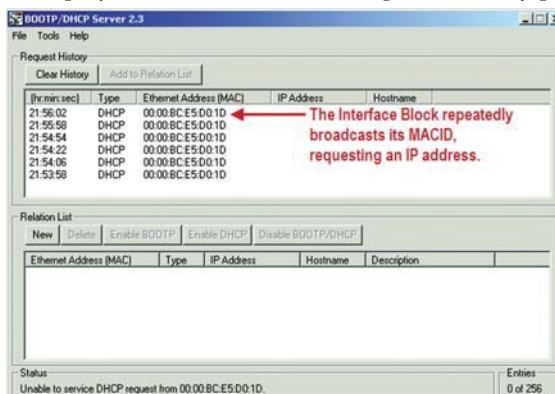 BOOTP/DHCP Server 2.3
File Tools Help
Request History
Clear History Add to Relation List
(hr:min:sec) Type Ethernet Address (MAC) IP Address Hostname
21:56:02 DHCP 00:00:BC:E5:D0:1D
21:55:58 DHCP 00:00:BC:E5:D0:1D
21:54:54 DHCP 00:00:BC:E5:D0:1D
21:54:22 DHCP 00:00:BC:E5:D0:1D
21:54:06 DHCP 00:00:BC:E5:D0:1D
21:53:58 DHCP 00:00:BC:E5:D0:1D
The Interface Block repeatedly
broadcasts its MACID,
requesting an IP address.
Relation List
New Delete Enable BOOTP Enable DHCP Disable BOOTP/DHCP
Ethernet Address (MAC) Type IP Address Hostname Description
Status
Unable to service DHCP request from 00:00:BC:E5:D0:1D.
Entries
0 of 256